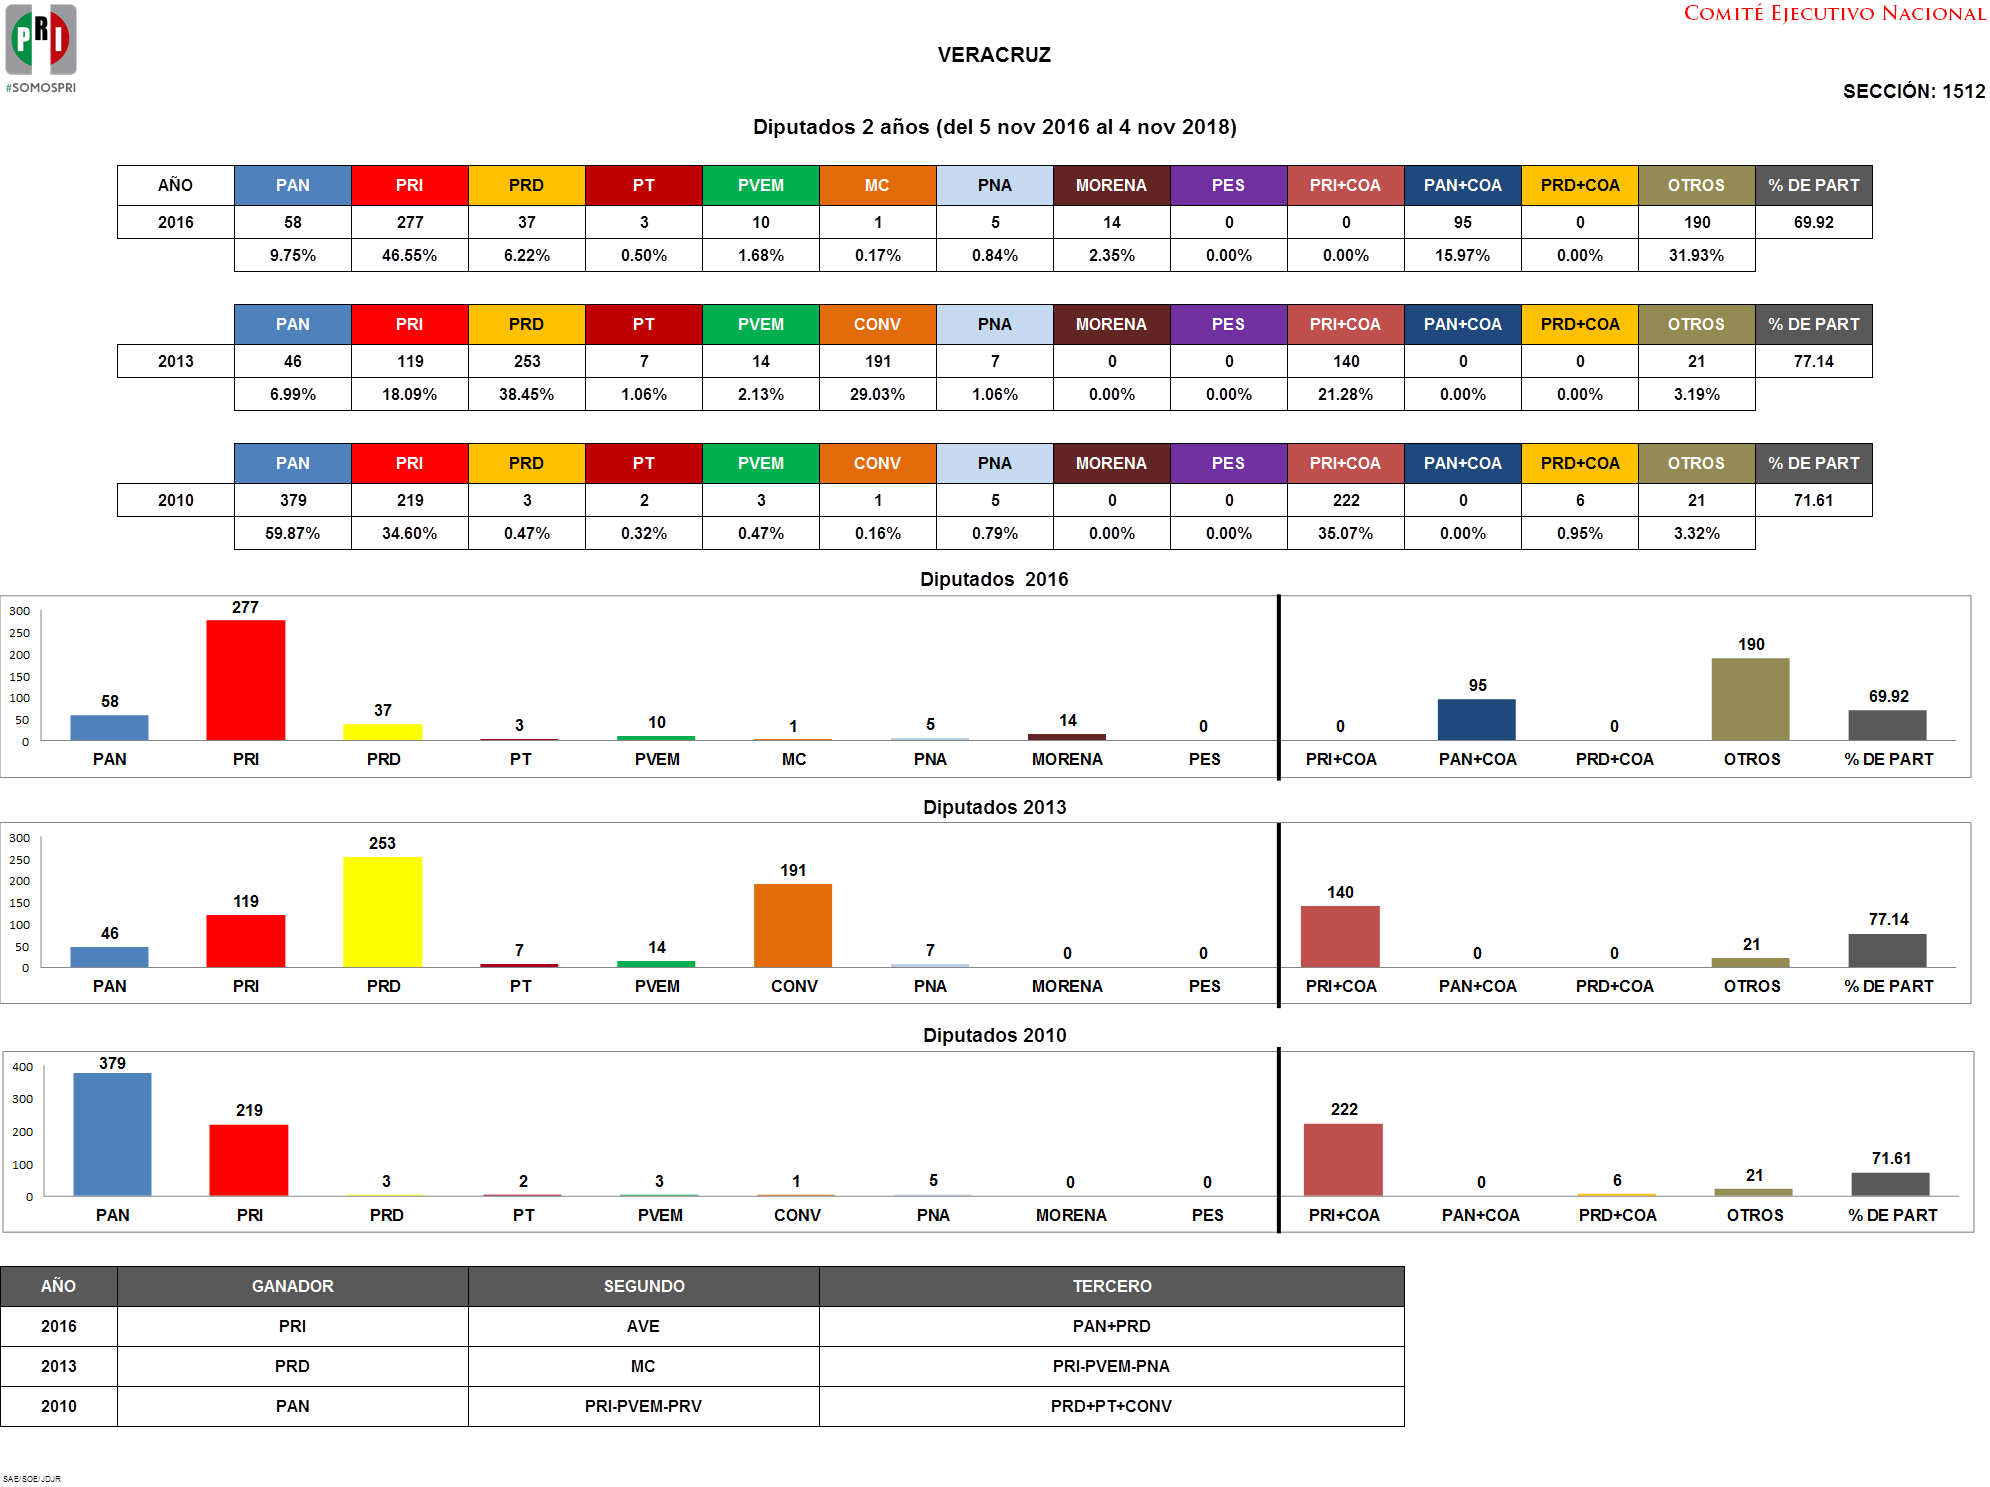 PRI
#SOMOSPRI
COMITÉ EJECUTIVO NACIONAL
VERACRUZ
SECCIÓN: 1512
Diputados 2 años (del 5 nov 2016 al 4 nov 2018)
AÑO PAN PRI PRD PT PVEM MC PNA MORENA PES PRI+COA PAN+COA PRD+COA OTROS % DE PART
2016 58 277 37 3 10 1 5 14 0 0 95 0 190 69.92
9.75% 46.55% 6.22% 0.50% 1.68% 0.17% 0.84% 2.35% 0.00% 0.00% 15.97% 0.00% 31.93%
PAN PRI PRD PT PVEM CONV PNA MORENA PES PRI+COA PAN+COA PRD+COA OTROS % DE PART
2013 46 119 253 7 14 191 7 0 0 140 0 0 21 77.14
6.99% 18.09% 38.45% 1.06% 2.13% 29.03% 1.06% 0.00% 0.00% 21.28% 0.00% 0.00% 3.19%
PAN PRI PRD PT PVEM CONV PNA MORENA PES PRI+COA PAN+COA PRD+COA OTROS % DE PART
2010 379 219 3 2 3 1 5 0 0 222 0 6 21 71.61
59.87% 34.60% 0.47% 0.32% 0.47% 0.16% 0.79% 0.00% 0.00% 35.07% 0.00% 0.95% 3.32%
Diputados 2016
300
250
200
150
100
50
0
58 277 37 3 10 1 5 14 0 0 95 0 190 69.92
PAN PRI PRD PT PVEM MC PNA MORENA PES PRI+COA PAN+COA PRD+COA OTROS % DE PART
Diputados 2013
300
250
200
150
100
50
0
46 119 253 7 14 191 7 0 0 140 0 0 21 77.14
PAN PRI PRD PT PVEM CONV PNA MORENA PES PRI+COA PAN+COA PRD+COA OTROS % DE PART
Diputados 2010
400
300
200
100
0
379 219 3 2 3 1 5 0 0 222 0 6 21 71.61
PAN PRI PRD PT PVEM CONV PNA MORENA PES PRI+COA PAN+COA PRD+COA OTROS % DE PART
AÑO GANADOR SEGUNDO TERCERO
2016 PRI AVE PAN+PRD
2013 PRD MC PRI-PVEM-PNA
2010 PAN PRI-PVEM-PRV PRD+PT+CONV
SAE/SOE/JDJR